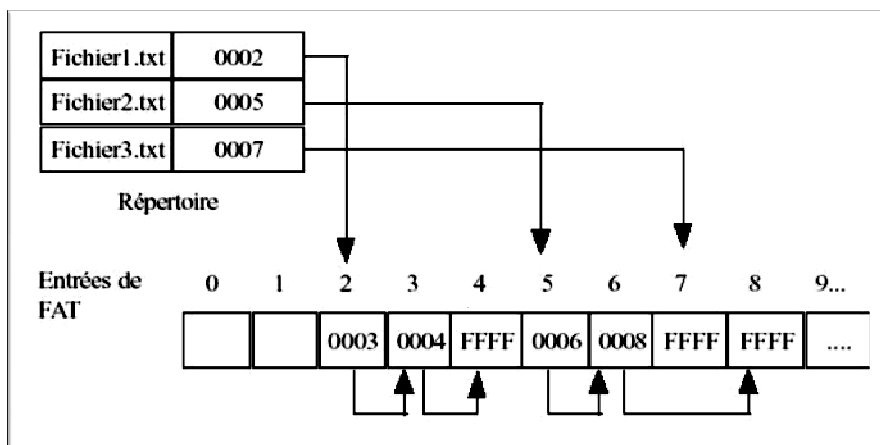 Fichier1.txt 0002
Fichier2.txt 0005
Fichier3.txt 0007
Répertoire
Entrées de
FAT
0 1 2 3 4 5 6 7 8 9...
0003 0004 FFFF 0006 0008 FFFF FFFF ....